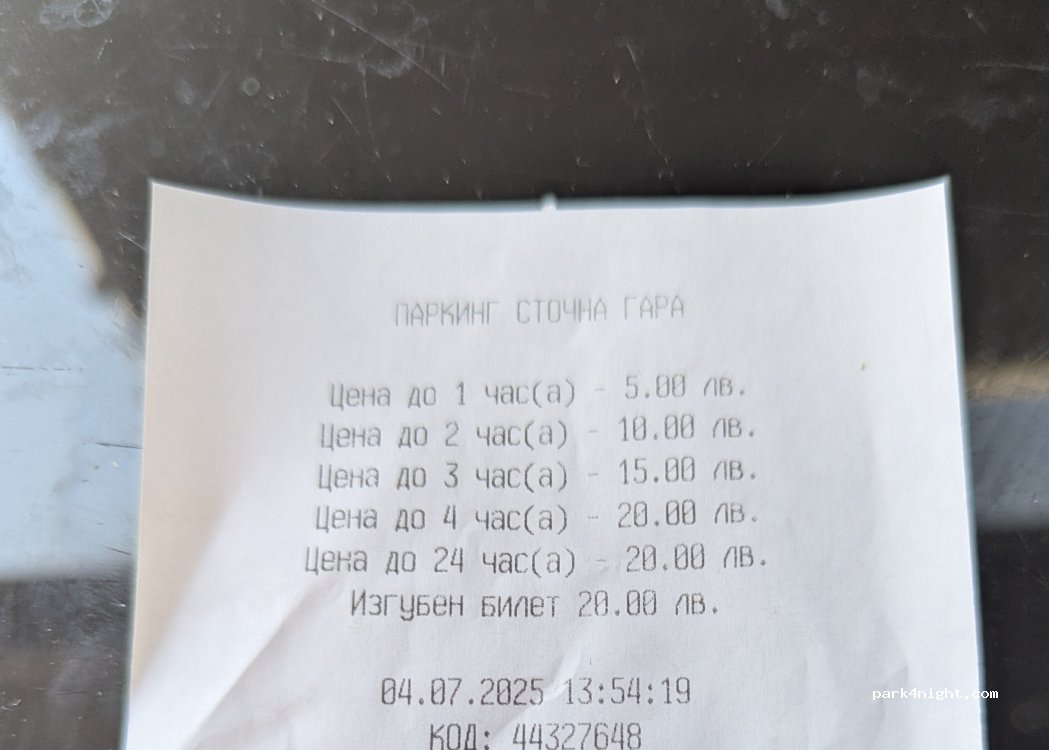 ПАРКИНГ СТОЧНА ГАРА
Цена до 1 час(а) - 5.00 лв.
Цена до 2 час(а) - 10.00 лв.
Цена до 3 час(а) - 15.00 лв.
Цена до 4 час(а) - 20.00 лв.
Цена до 24 час(а) - 20.00 лв.
Изгубен билет 20.00 лв.
04.07.2025 13:54:19
park4night.com
КОД: 44327648